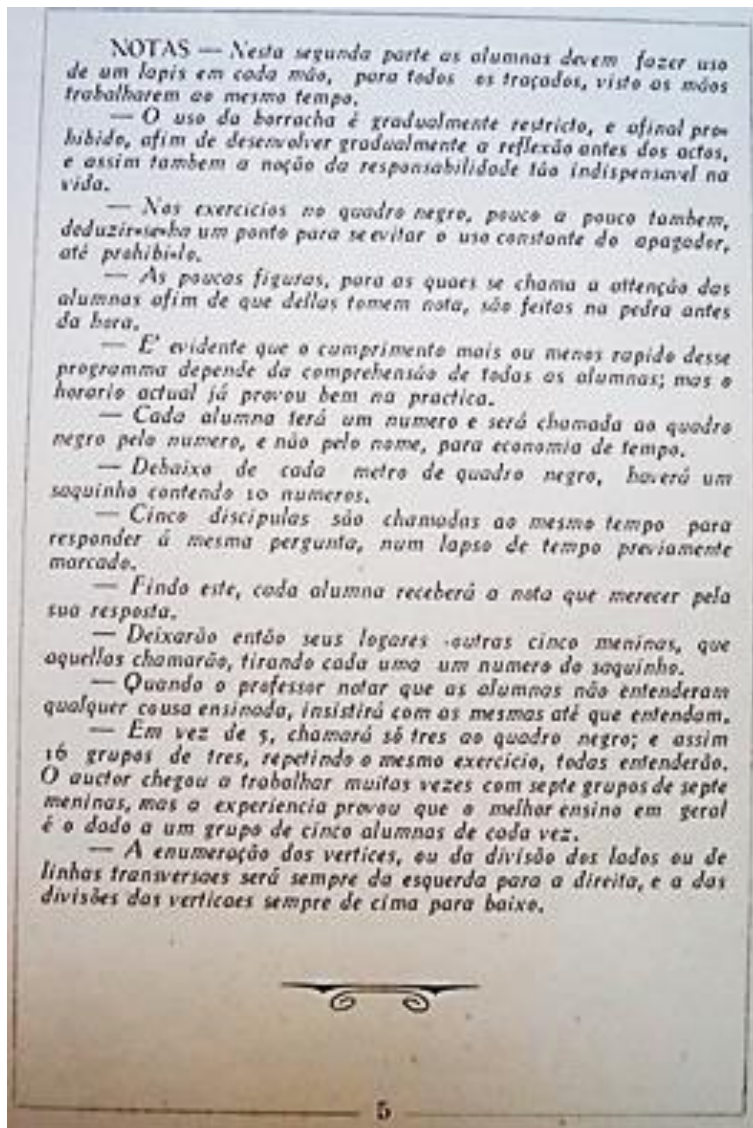 NOTAS — Nesta segunda parte as alumnas devem fazer uso
de um lapis em cada mão, para todos os traçados, visto as mãos
trabalharem ao mesmo tempo.
— O uso da borracha é gradualmente restricto, e afinal pro-
hibido, afim de desenvolver gradualmente a reflexão antes dos actos,
e assim tambem a noção da responsabilidade tão indispensavel na
vida.
— Nos exercicios no quadro negro, pouco a pouco tambem,
deduzir-se-ha um ponto para se evitar o uso constante do apagador,
até prohibi-lo.
— As poucas figuras, para as quaes se chama a attenção das
alumnas afim de que dellas tomem nota, são feitas na pedra antes
da hora.
— E' evidente que o cumprimento mais ou menos rapido desse
programma depende da comprehensão de todas as alumnas; mas o
horario actual já provou bem na practica.
— Cada alumna terá um numero e será chamada ao quadro
negro pelo numero, e não pelo nome, para economia de tempo.
— Debaixo de cada metro de quadro negro, haverá um
saquinho contendo 10 numeros.
— Cinco discipulas são chamadas ao mesmo tempo para
responder á mesma pergunta, num lapso de tempo previamente
marcado.
— Findo este, cada alumna receberá a nota que merecer pela
sua resposta.
— Deixarão então seus logares outras cinco meninas, que
aquellas chamarão, tirando cada uma um numero do saquinho.
— Quando o professor notar que as alumnas não entenderam
qualquer cousa ensinada, insistirá com as mesmas até que entendam.
— Em vez de 5, chamará só tres ao quadro negro; e assim
16 grupos de tres, repetindo o mesmo exercicio, todas entenderão.
O auctor chegou a trabalhar muitas vezes com septe grupos de septe
meninas, mas a experiencia provou que o melhor ensino em geral
é o dado a um grupo de cinco alumnas de cada vez.
— A enumeração dos vertices, ou da divisão dos lados ou de
linhas transversaes será sempre da esquerda para a direita, e a das
divisões das verticaes sempre de cima para baixo.
5